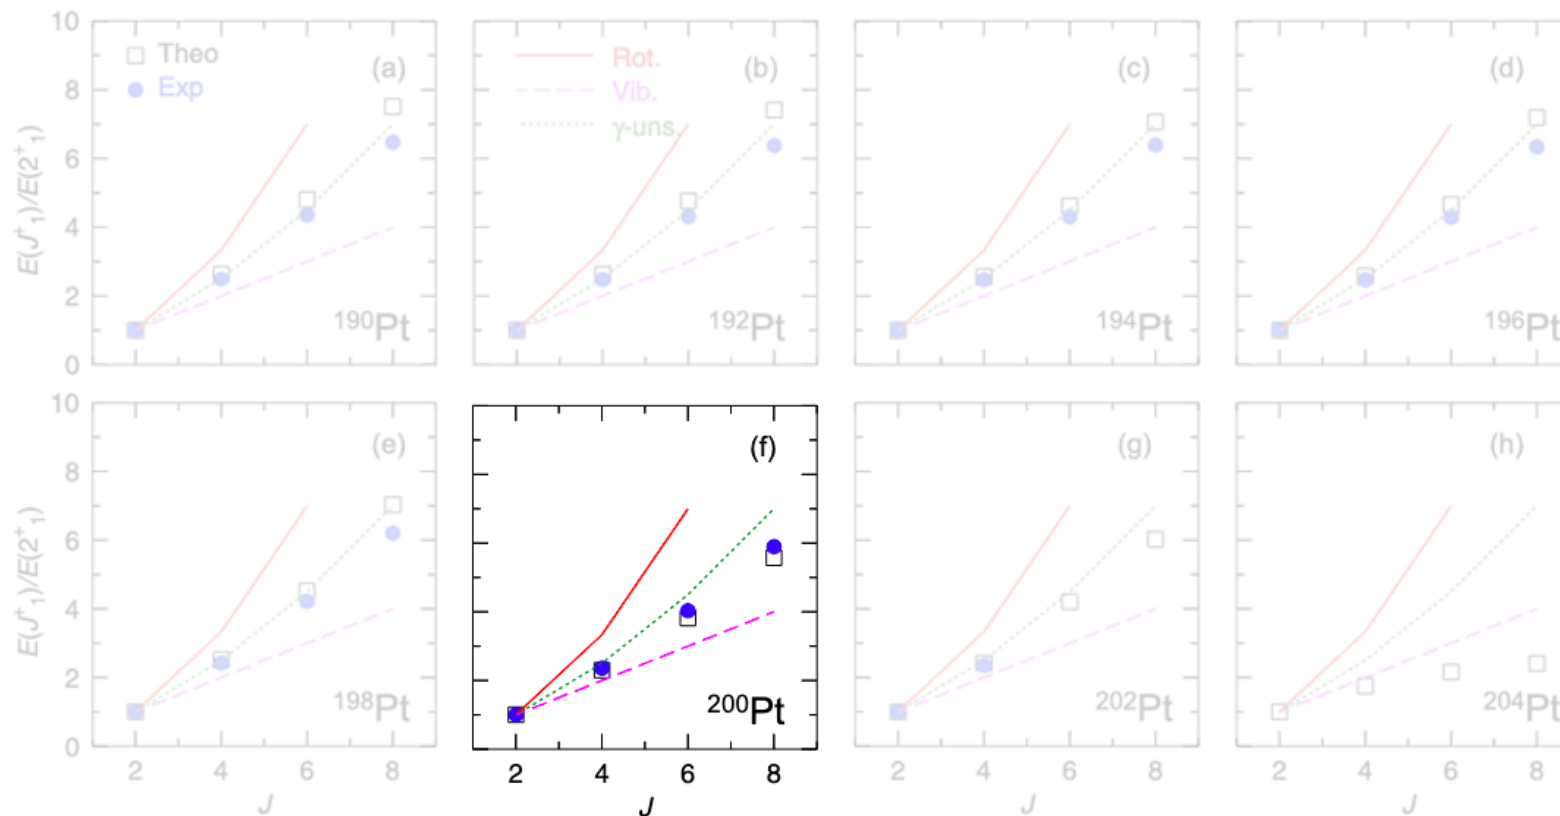 10
8
6
4
2
0
E(J⁺₁)/E(2⁺₁)
Theo
Exp
(a)
¹⁹⁰Pt
Rot.
Vib.
γ-uns.
(b)
¹⁹²Pt
(c)
¹⁹⁴Pt
(d)
¹⁹⁶Pt
10
8
6
4
2
0
E(J⁺₁)/E(2⁺₁)
(e)
¹⁹⁸Pt
2 4 6 8
J
(f)
²⁰⁰Pt
2 4 6 8
J
(g)
²⁰²Pt
2 4 6 8
J
(h)
²⁰⁴Pt
2 4 6 8
J